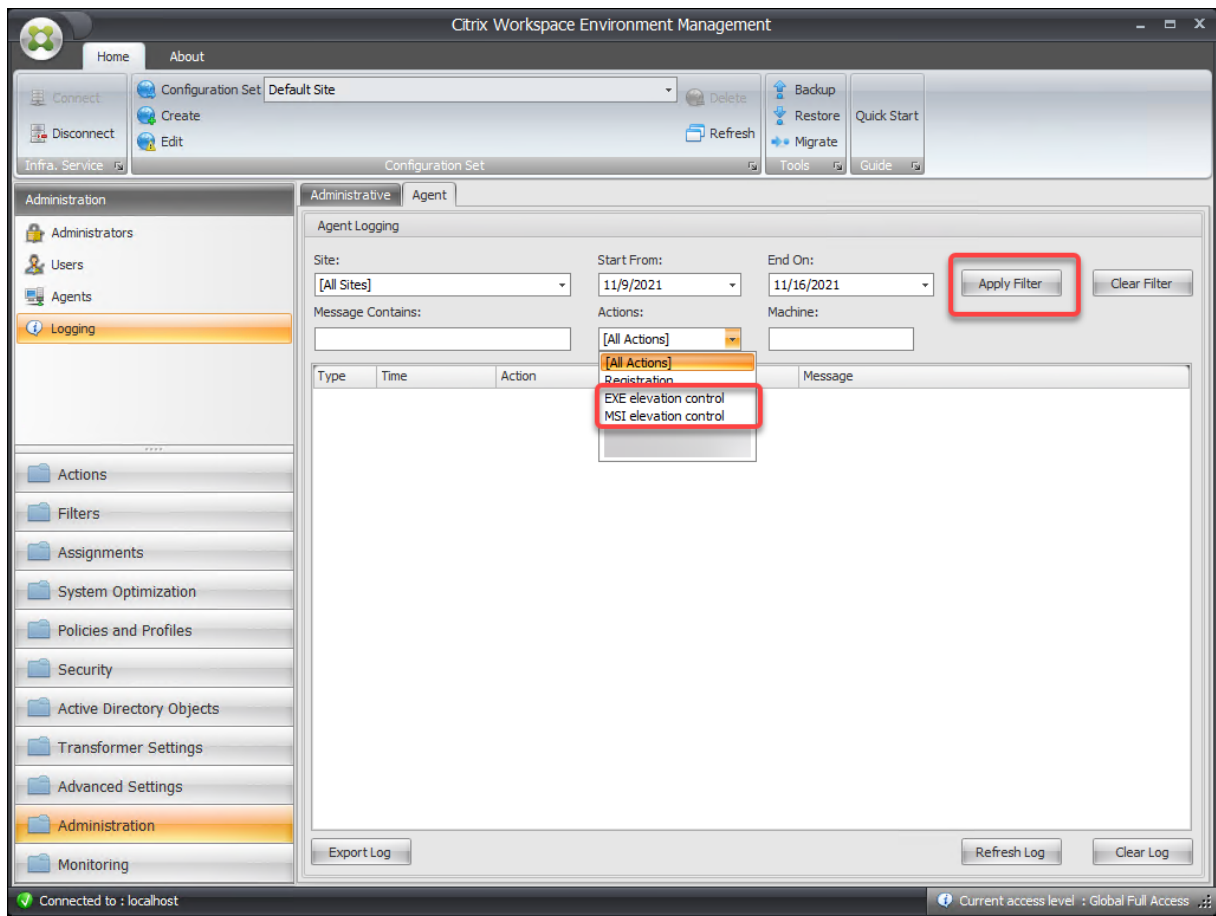 Citrix Workspace Environment Management
Home About
Connect
Disconnect
Infra. Service
Configuration Set Default Site
Create
Edit
Delete
Refresh
Configuration Set
Backup
Restore
Migrate
Tools
Quick Start
Guide
Administration
Administrators
Users
Agents
Logging
Actions
Filters
Assignments
System Optimization
Policies and Profiles
Security
Active Directory Objects
Transformer Settings
Advanced Settings
Administration
Monitoring
Administrative Agent
Agent Logging
Site: Start From: End On:
[All Sites] 11/9/2021 11/16/2021 Apply Filter Clear Filter
Message Contains: Actions: Machine:
[All Actions]
[All Actions]
Registration
EXE elevation control
MSI elevation control
Type Time Action Message
Export Log Refresh Log Clear Log
Connected to : localhost Current access level : Global Full Access